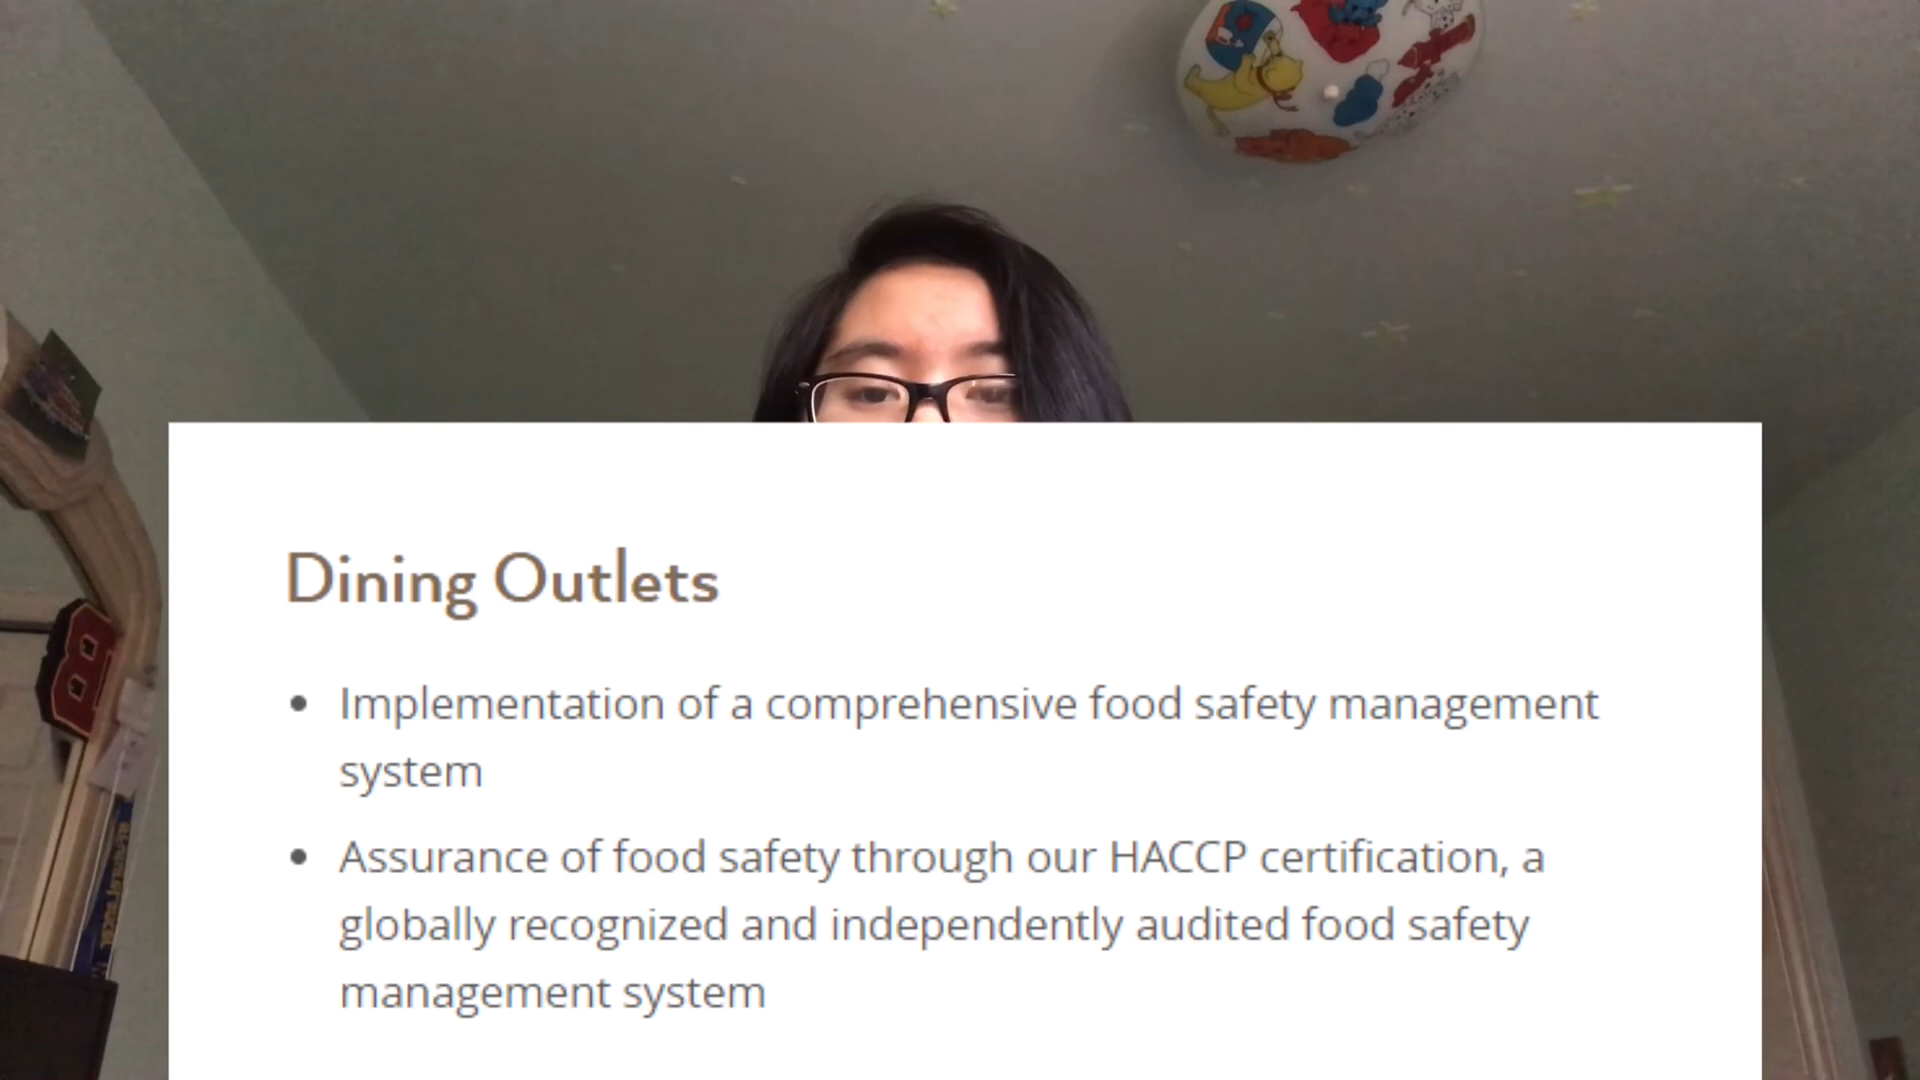 Dining Outlets
• Implementation of a comprehensive food safety management
system
• Assurance of food safety through our HACCP certification, a
globally recognized and independently audited food safety
management system
B